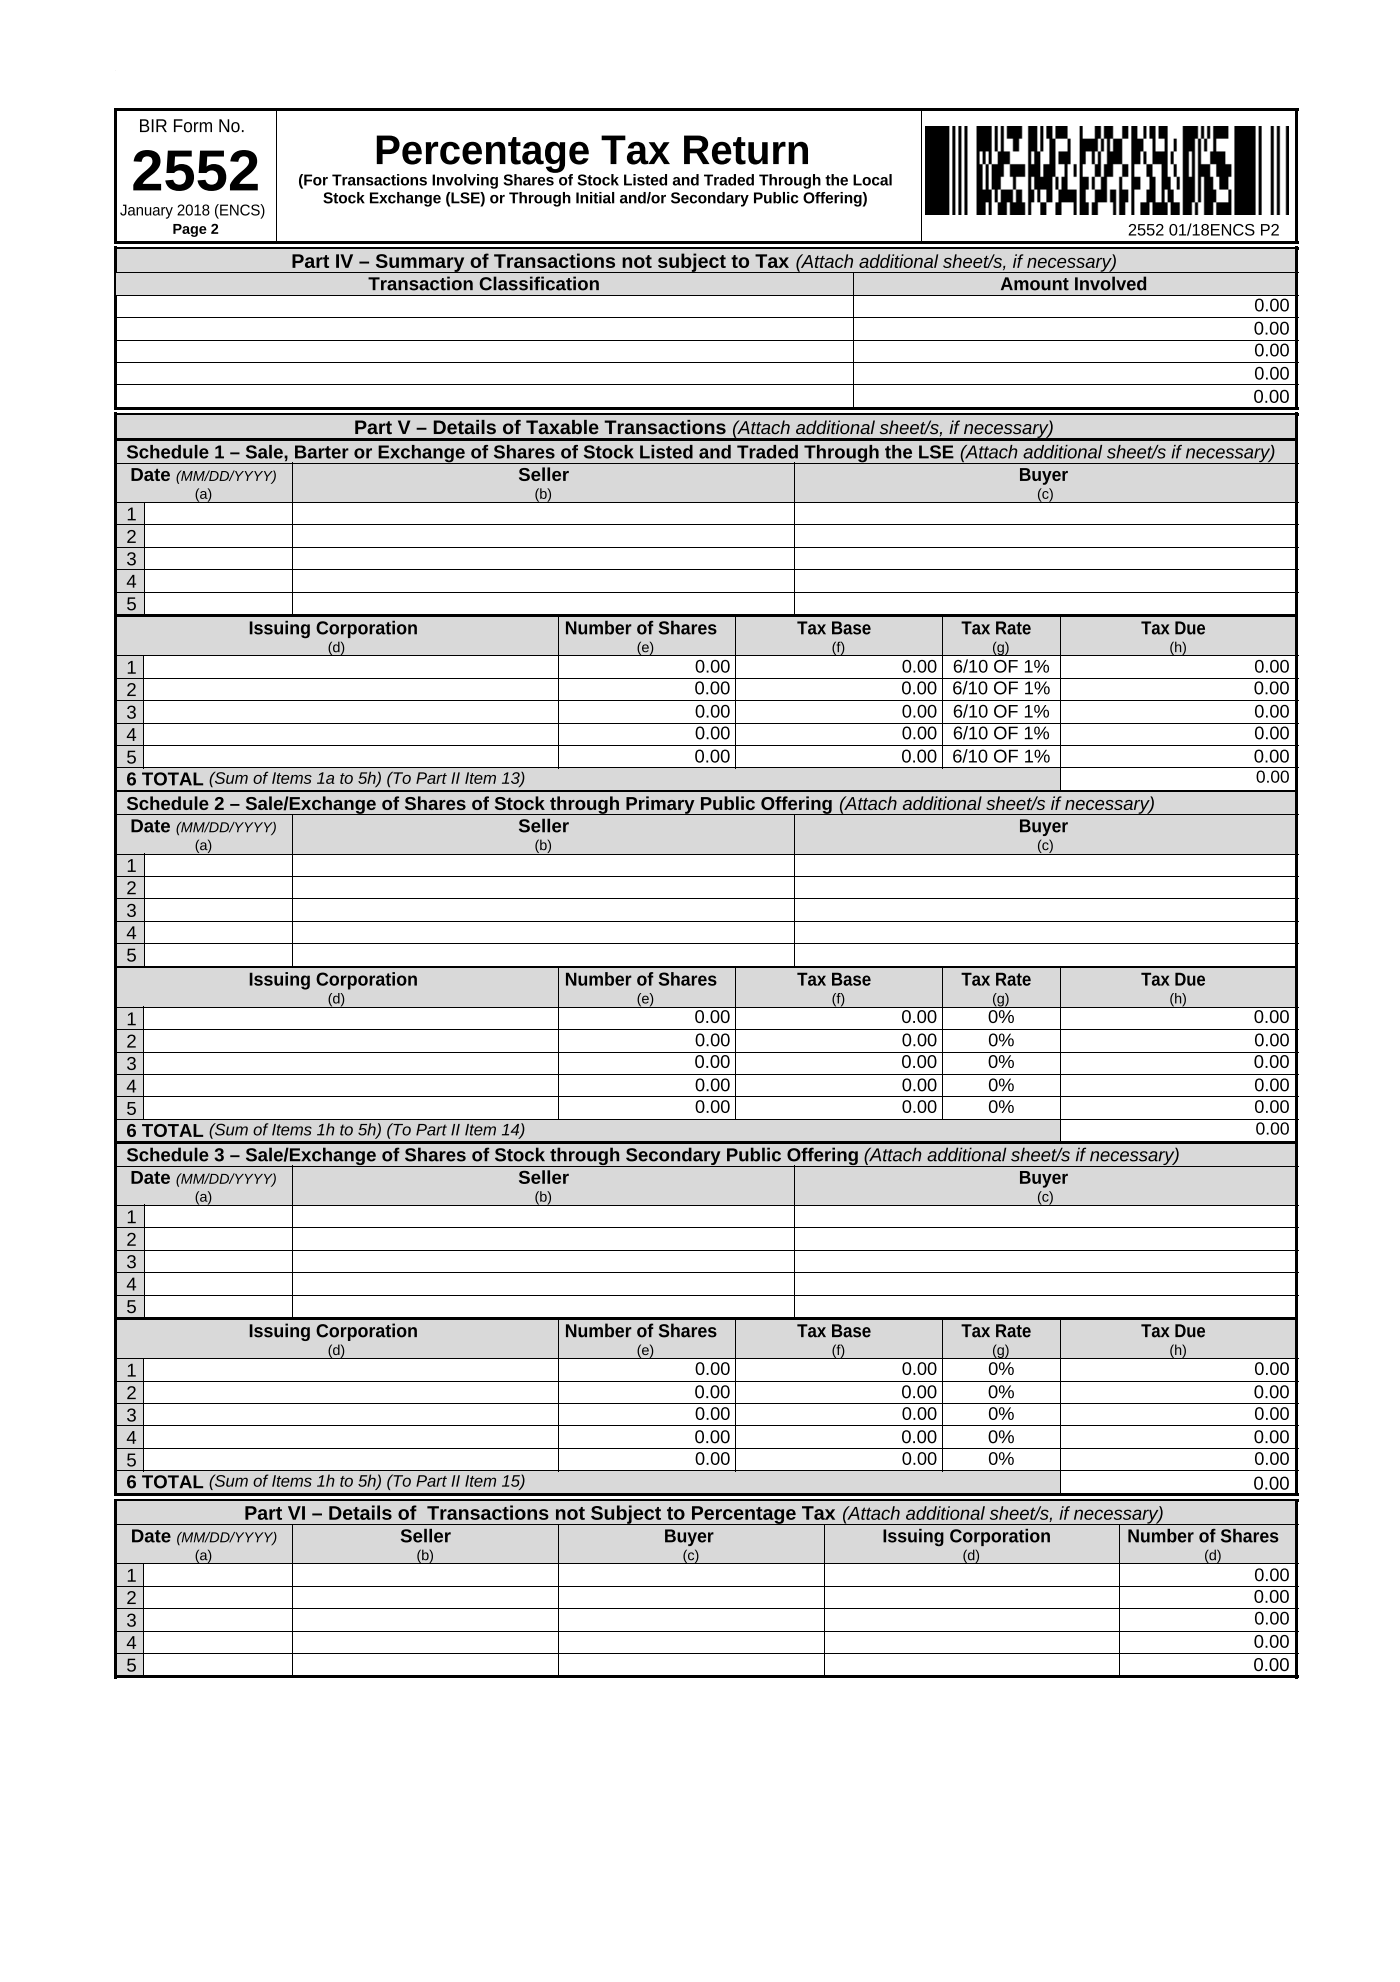 BIR Form No.
2552
January 2018 (ENCS)
Page 2
Percentage Tax Return
(For Transactions Involving Shares of Stock Listed and Traded Through the Local
Stock Exchange (LSE) or Through Initial and/or Secondary Public Offering)
2552 01/18ENCS P2
Part IV – Summary of Transactions not subject to Tax (Attach additional sheet/s, if necessary)
Transaction Classification Amount Involved
0.00
0.00
0.00
0.00
0.00
Part V – Details of Taxable Transactions (Attach additional sheet/s, if necessary)
Schedule 1 – Sale, Barter or Exchange of Shares of Stock Listed and Traded Through the LSE (Attach additional sheet/s if necessary)
Date (MM/DD/YYYY) Seller Buyer
(a) (b) (c)
1
2
3
4
5
Issuing Corporation Number of Shares Tax Base Tax Rate Tax Due
(d) (e) (f) (g) (h)
1 0.00 0.00 6/10 OF 1% 0.00
2 0.00 0.00 6/10 OF 1% 0.00
3 0.00 0.00 6/10 OF 1% 0.00
4 0.00 0.00 6/10 OF 1% 0.00
5 0.00 0.00 6/10 OF 1% 0.00
6 TOTAL (Sum of Items 1a to 5h) (To Part II Item 13) 0.00
Schedule 2 – Sale/Exchange of Shares of Stock through Primary Public Offering (Attach additional sheet/s if necessary)
Date (MM/DD/YYYY) Seller Buyer
(a) (b) (c)
1
2
3
4
5
Issuing Corporation Number of Shares Tax Base Tax Rate Tax Due
(d) (e) (f) (g) (h)
1 0.00 0.00 0% 0.00
2 0.00 0.00 0% 0.00
3 0.00 0.00 0% 0.00
4 0.00 0.00 0% 0.00
5 0.00 0.00 0% 0.00
6 TOTAL (Sum of Items 1h to 5h) (To Part II Item 14) 0.00
Schedule 3 – Sale/Exchange of Shares of Stock through Secondary Public Offering (Attach additional sheet/s if necessary)
Date (MM/DD/YYYY) Seller Buyer
(a) (b) (c)
1
2
3
4
5
Issuing Corporation Number of Shares Tax Base Tax Rate Tax Due
(d) (e) (f) (g) (h)
1 0.00 0.00 0% 0.00
2 0.00 0.00 0% 0.00
3 0.00 0.00 0% 0.00
4 0.00 0.00 0% 0.00
5 0.00 0.00 0% 0.00
6 TOTAL (Sum of Items 1h to 5h) (To Part II Item 15) 0.00
Part VI – Details of Transactions not Subject to Percentage Tax (Attach additional sheet/s, if necessary)
Date (MM/DD/YYYY) Seller Buyer Issuing Corporation Number of Shares
(a) (b) (c) (d) (d)
1 0.00
2 0.00
3 0.00
4 0.00
5 0.00